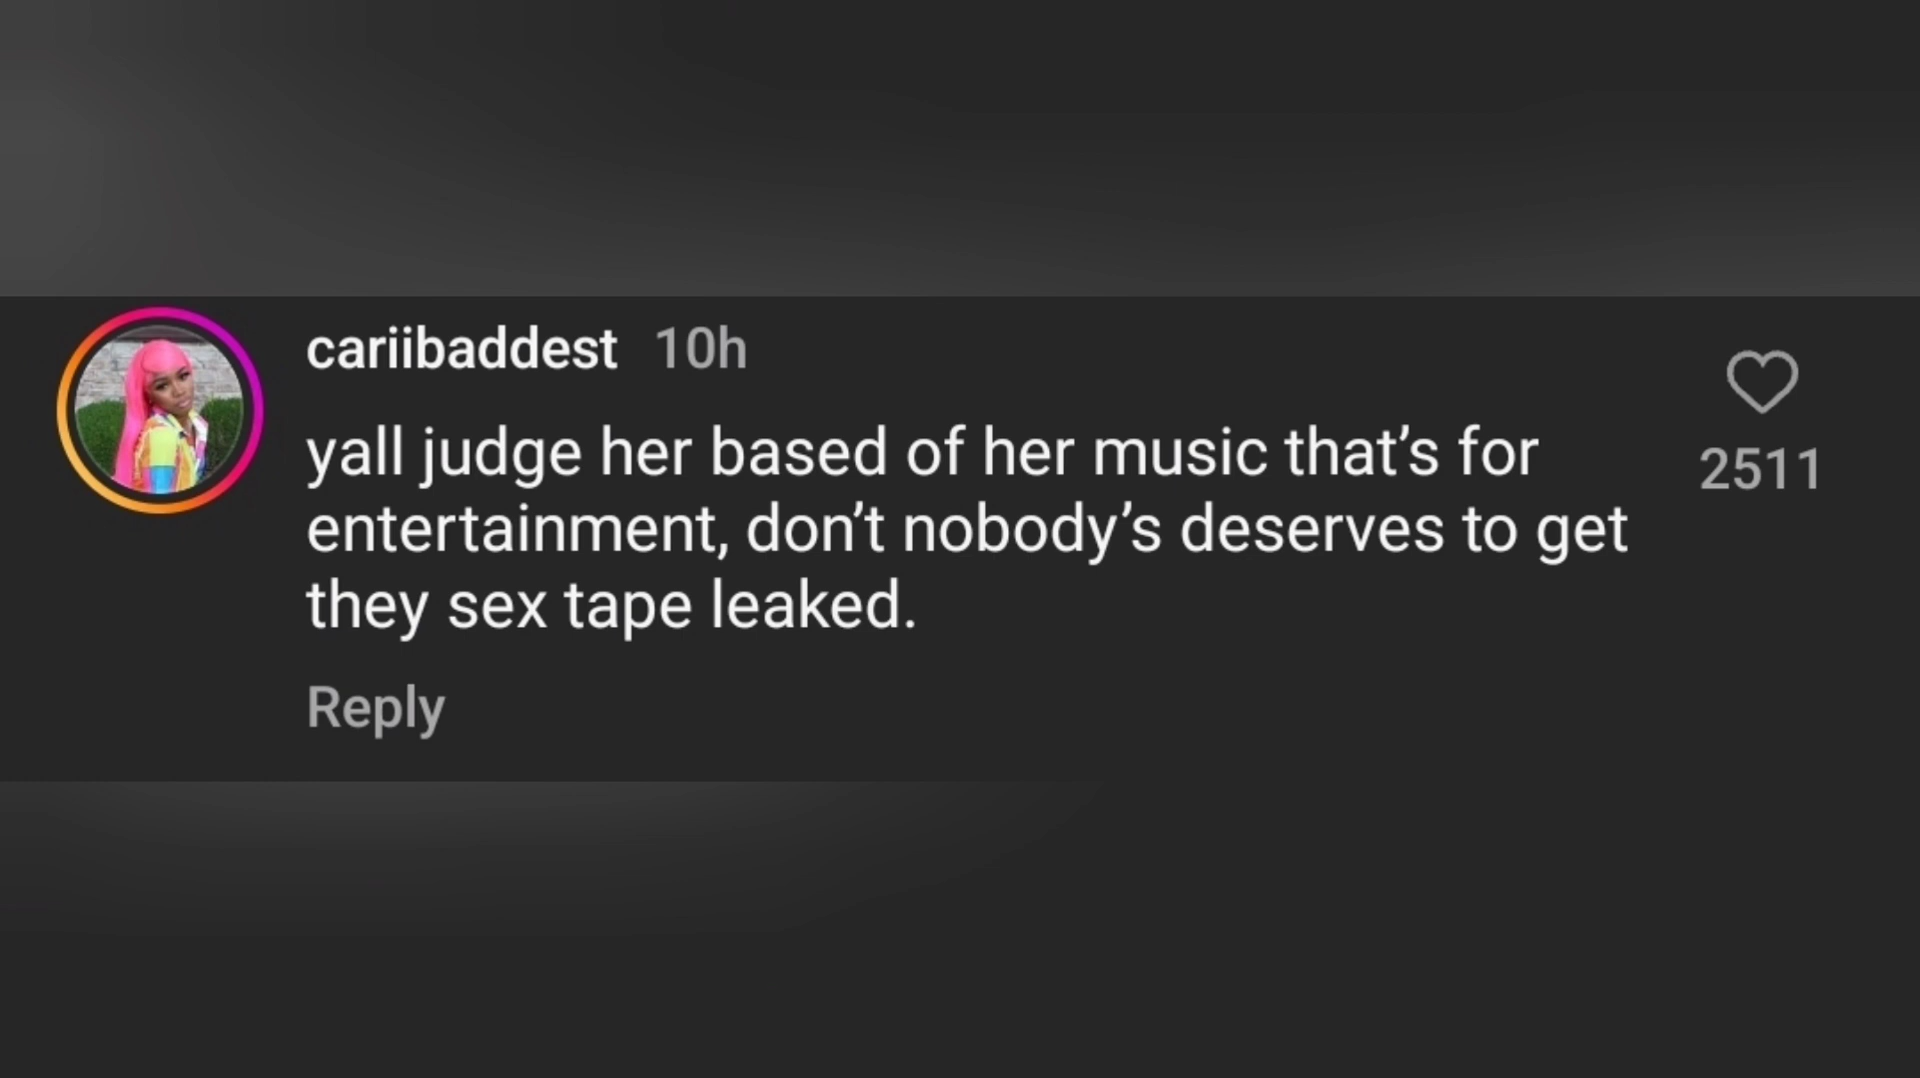 cariibaddest 10h
yall judge her based of her music that's for
entertainment, don't nobody's deserves to get
they sex tape leaked.
2511
Reply